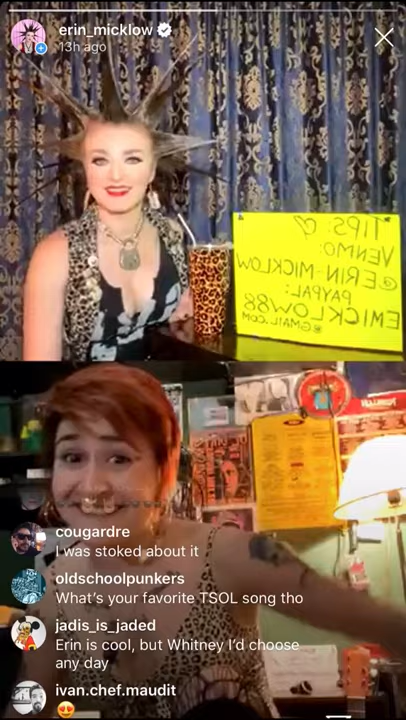 erin_micklow
13h ago
TIPS: ♡
VENMO:
@ERIN-MICKLOW
PAYPAL:
EMICKLOW88
@GMAIL.COM
cougardre
I was stoked about it
oldschoolpunkers
What's your favorite TSOL song tho
jadis_is_jaded
Erin is cool, but Whitney I'd choose
any day
ivan.chef.maudit
😍